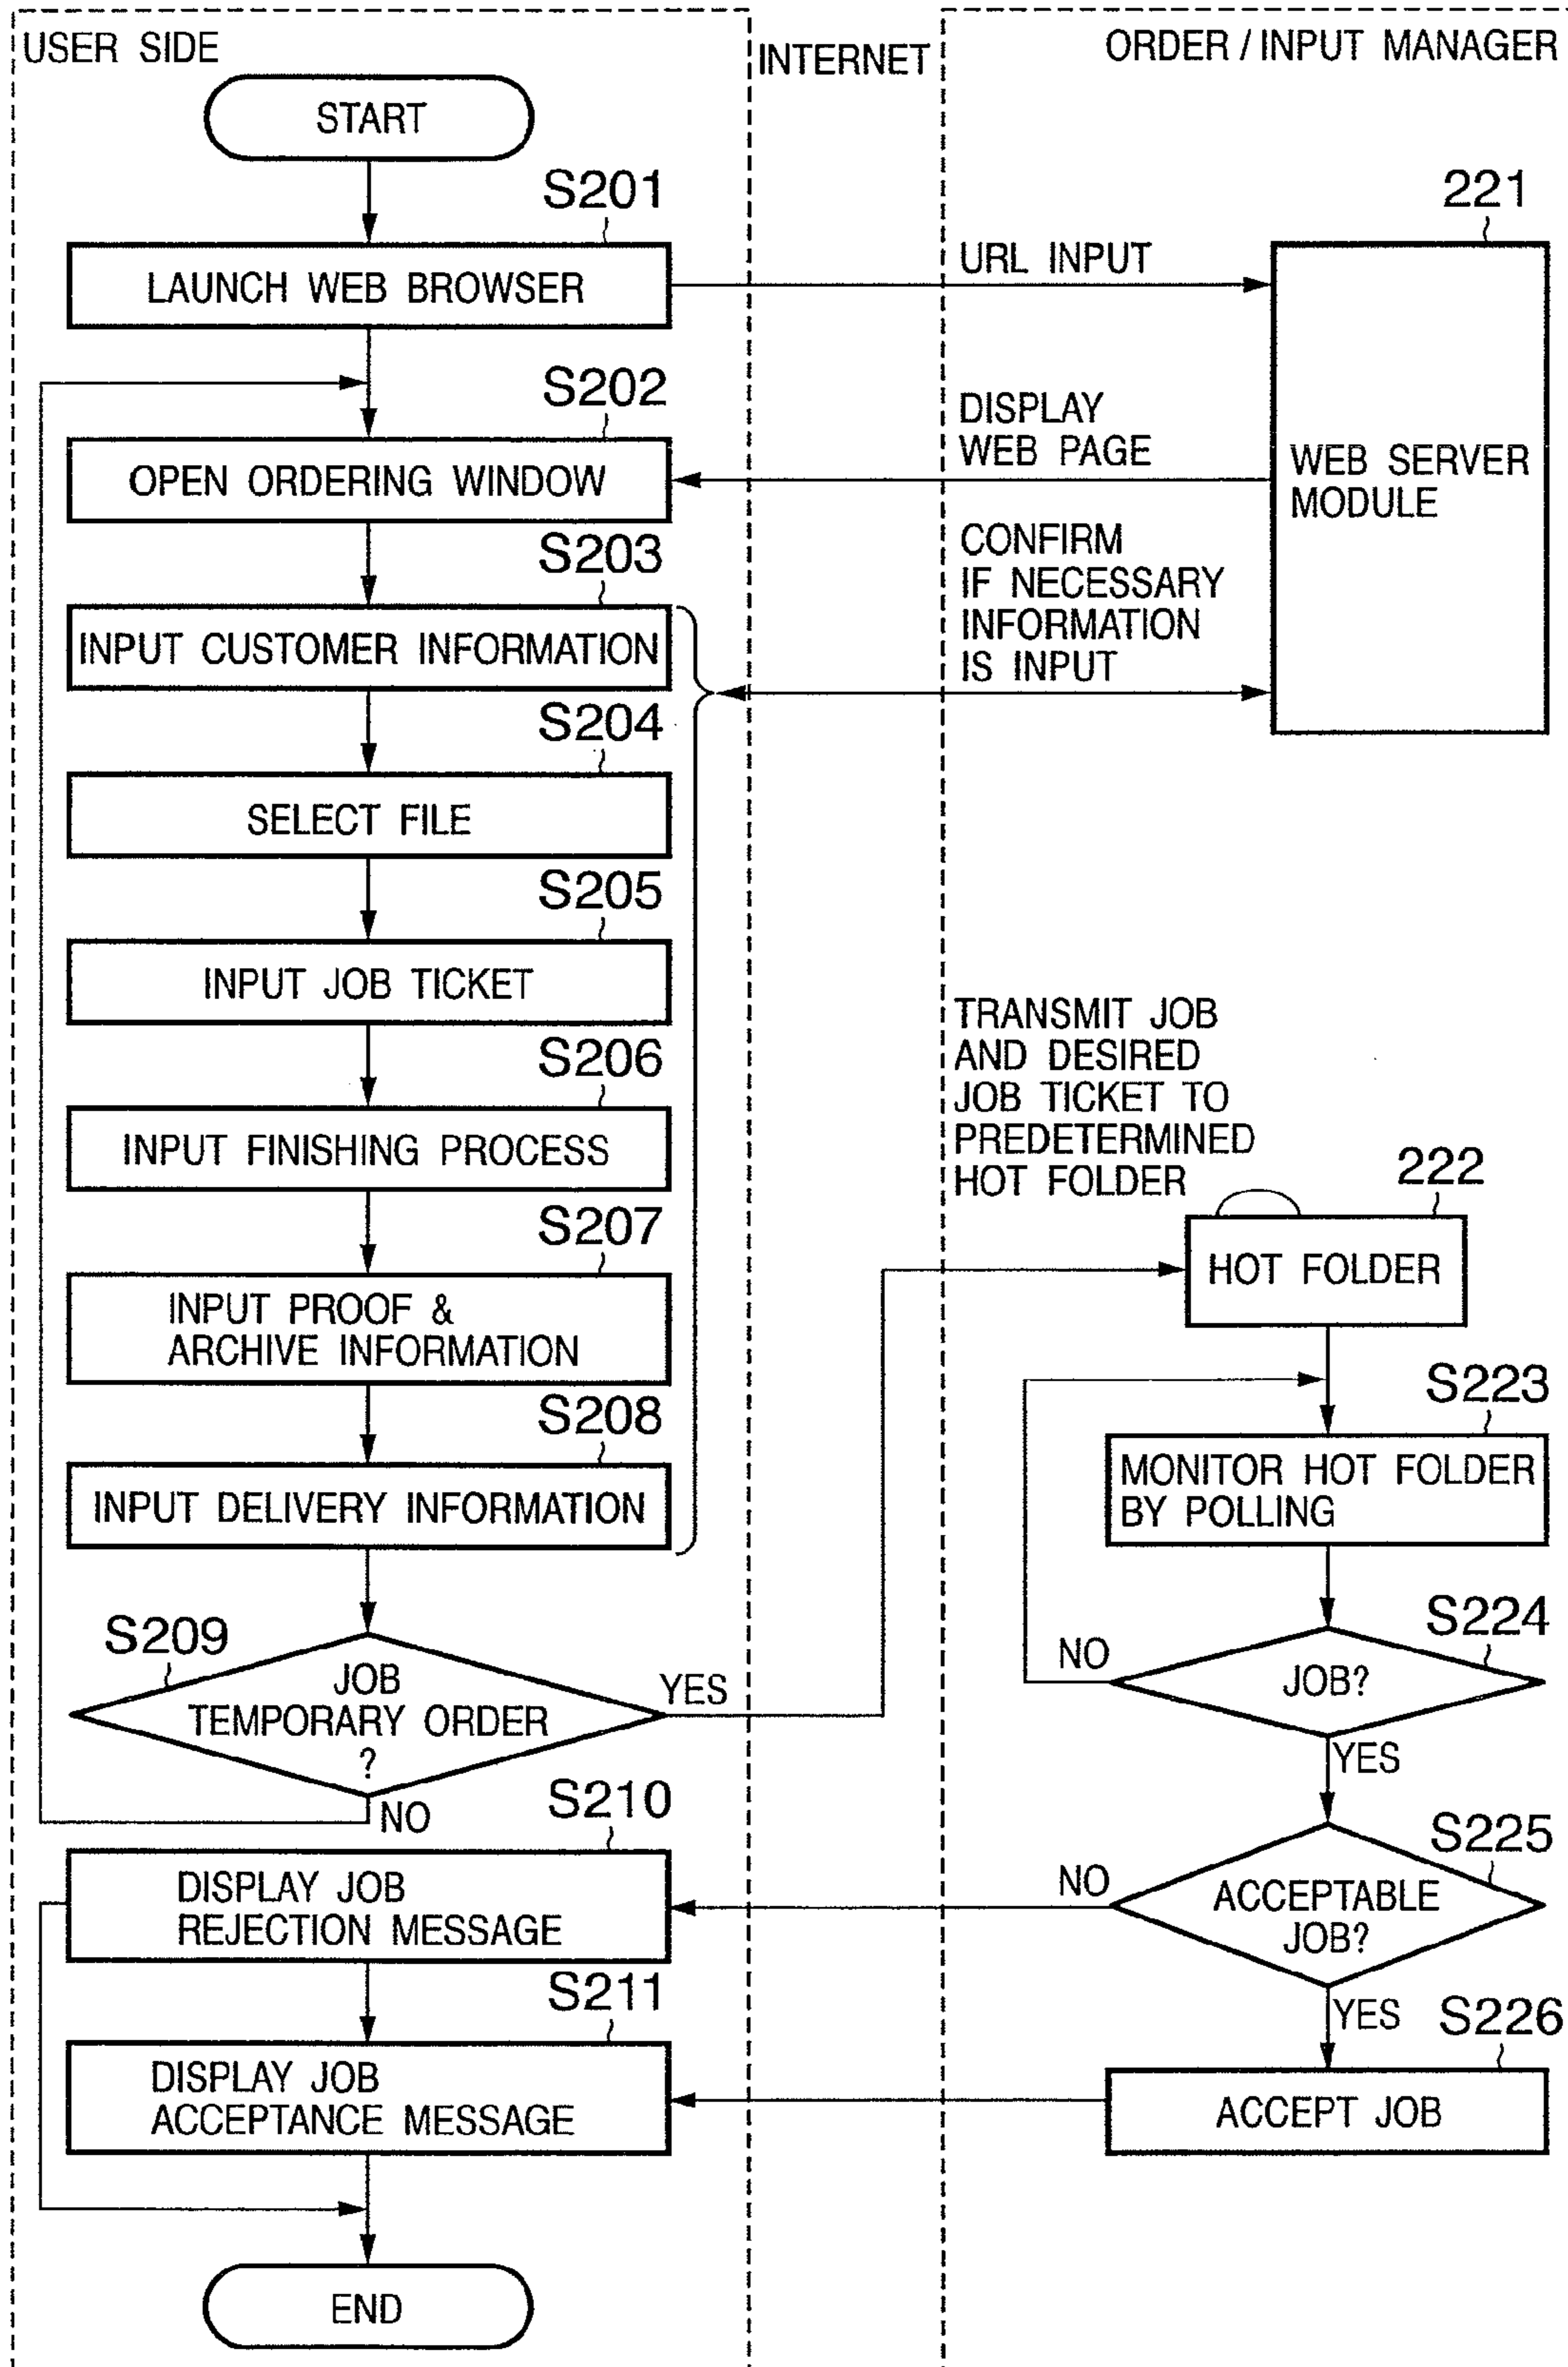 USER SIDE
INTERNET
ORDER / INPUT MANAGER
START
S201
LAUNCH WEB BROWSER
URL INPUT
221
WEB SERVER
MODULE
S202
OPEN ORDERING WINDOW
DISPLAY
WEB PAGE
S203
INPUT CUSTOMER INFORMATION
CONFIRM
IF NECESSARY
INFORMATION
IS INPUT
S204
SELECT FILE
S205
INPUT JOB TICKET
S206
INPUT FINISHING PROCESS
S207
INPUT PROOF &
ARCHIVE INFORMATION
S208
INPUT DELIVERY INFORMATION
S209
JOB
TEMPORARY ORDER
?
YES
NO
TRANSMIT JOB
AND DESIRED
JOB TICKET TO
PREDETERMINED
HOT FOLDER
222
HOT FOLDER
S223
MONITOR HOT FOLDER
BY POLLING
S224
JOB?
NO
YES
S225
ACCEPTABLE
JOB?
NO
YES
S210
DISPLAY JOB
REJECTION MESSAGE
S226
ACCEPT JOB
S211
DISPLAY JOB
ACCEPTANCE MESSAGE
END